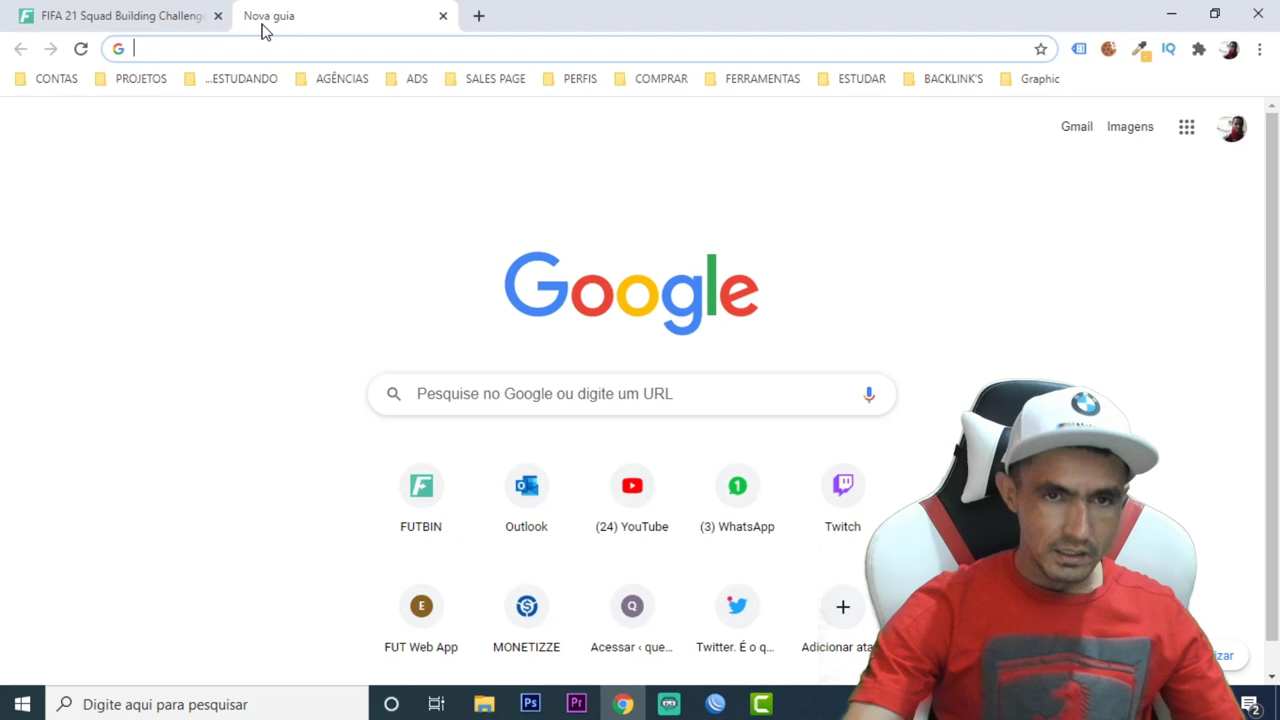 FIFA 21 Squad Building Challeng
Nova guia
CONTAS
PROJETOS
...ESTUDANDO
AGÊNCIAS
ADS
SALES PAGE
PERFIS
COMPRAR
FERRAMENTAS
ESTUDAR
BACKLINK'S
Graphic
Gmail
Imagens
Google
Pesquise no Google ou digite um URL
FUTBIN
Outlook
(24) YouTube
(3) WhatsApp
Twitch
FUT Web App
MONETIZZE
Acessar ‹ que...
Twitter. É o q...
Adicionar ata
zar
Digite aqui para pesquisar